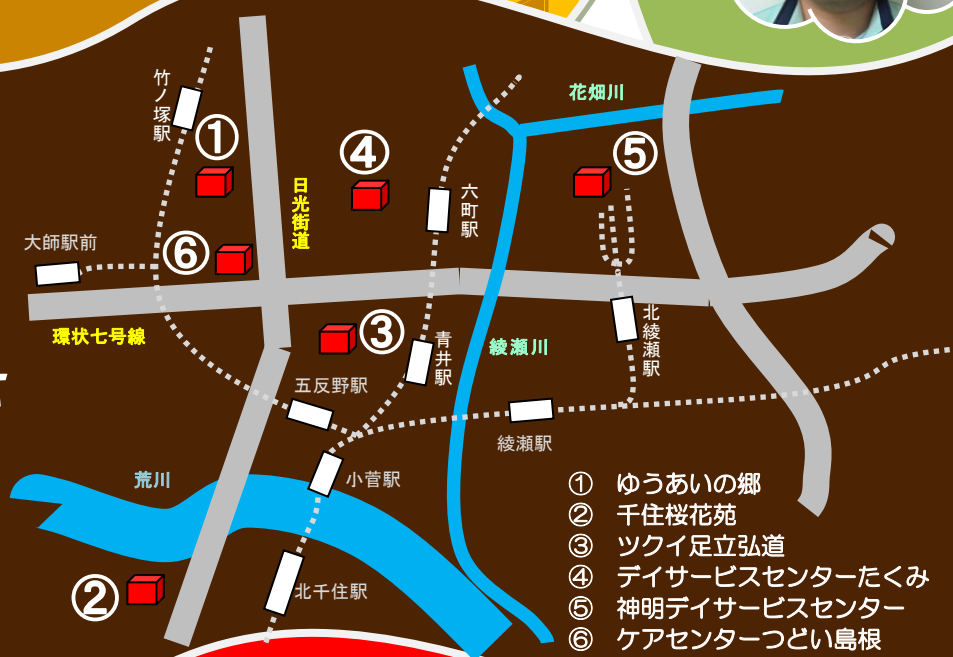 花畑川
竹ノ塚駅
①
④
⑤
日光街道
六町駅
大師駅前
⑥
環状七号線
③
青井駅
綾瀬川
北綾瀬駅
五反野駅
綾瀬駅
荒川
小菅駅
②
北千住駅
① ゆうあいの郷
② 千住桜花苑
③ ツクイ足立弘道
④ デイサービスセンターたくみ
⑤ 神明デイサービスセンター
⑥ ケアセンターつどい島根